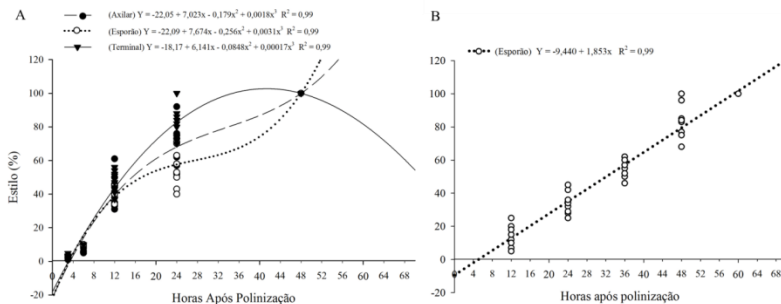 A
(Axilar) Y = -22,05 + 7,023x - 0,179x² + 0,0018x³ R² = 0,99
(Esporão) Y = -22,09 + 7,674x - 0,256x² + 0,0031x³ R² = 0,99
(Terminal) Y = -18,17 + 6,141x - 0,0848x² + 0,00017x³ R² = 0,99
120
100
80
60
40
20
0
-20
Estilo (%)
0 4 8 12 16 20 24 28 32 36 40 44 48 52 56 60 64 68
Horas Após Polinização
B
(Esporão) Y = -9,440 + 1,853x R² = 0,99
120
100
80
60
40
20
0
-20
0 4 8 12 16 20 24 28 32 36 40 44 48 52 56 60 64 68
Horas após polinização